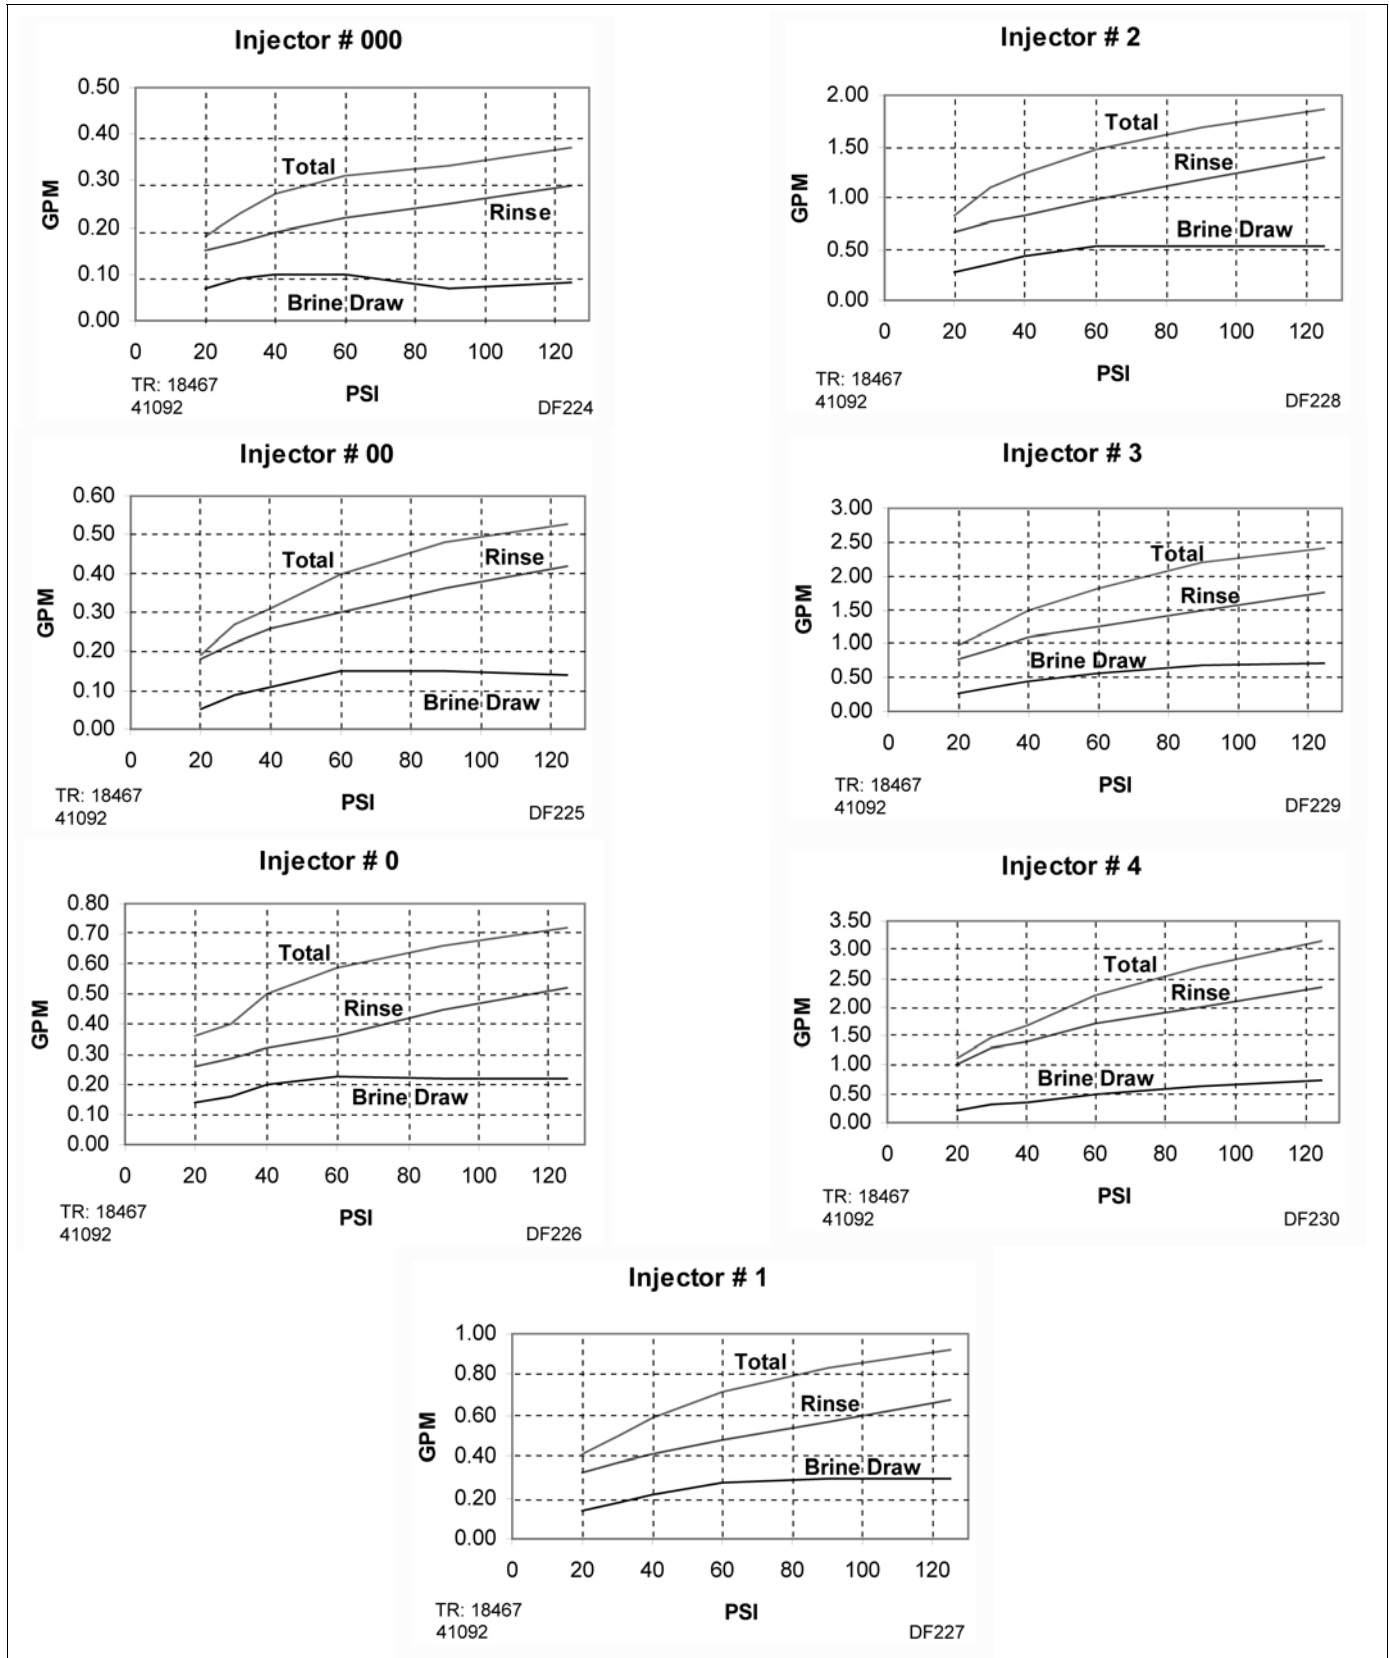 Injector # 000
0.50
0.40
0.30
0.20
0.10
0.00
GPM
Total
Rinse
Brine Draw
0 20 40 60 80 100 120
PSI
TR: 18467
41092
DF224
Injector # 2
2.00
1.50
1.00
0.50
0.00
GPM
Total
Rinse
Brine Draw
0 20 40 60 80 100 120
PSI
TR: 18467
41092
DF228
Injector # 00
0.60
0.50
0.40
0.30
0.20
0.10
0.00
GPM
Total
Rinse
Brine Draw
0 20 40 60 80 100 120
PSI
TR: 18467
41092
DF225
Injector # 3
3.00
2.50
2.00
1.50
1.00
0.50
0.00
GPM
Total
Rinse
Brine Draw
0 20 40 60 80 100 120
PSI
TR: 18467
41092
DF229
Injector # 0
0.80
0.70
0.60
0.50
0.40
0.30
0.20
0.10
0.00
GPM
Total
Rinse
Brine Draw
0 20 40 60 80 100 120
PSI
TR: 18467
41092
DF226
Injector # 4
3.50
3.00
2.50
2.00
1.50
1.00
0.50
0.00
GPM
Total
Rinse
Brine Draw
0 20 40 60 80 100 120
PSI
TR: 18467
41092
DF230
Injector # 1
1.00
0.80
0.60
0.40
0.20
0.00
GPM
Total
Rinse
Brine Draw
0 20 40 60 80 100 120
PSI
TR: 18467
41092
DF227